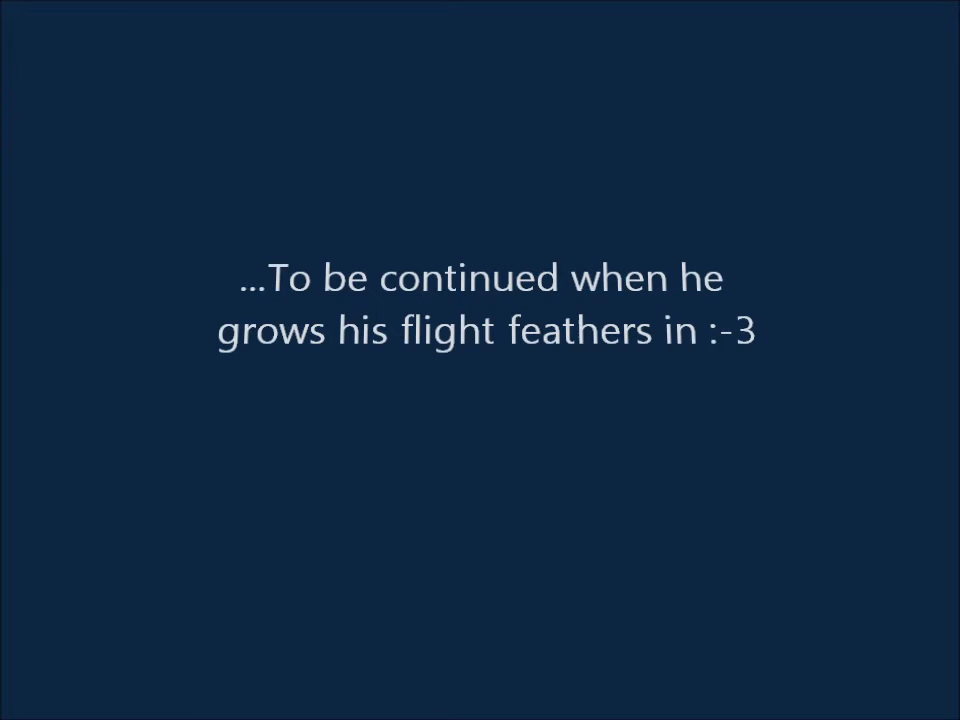 ...To be continued when he
grows his flight feathers in :-3